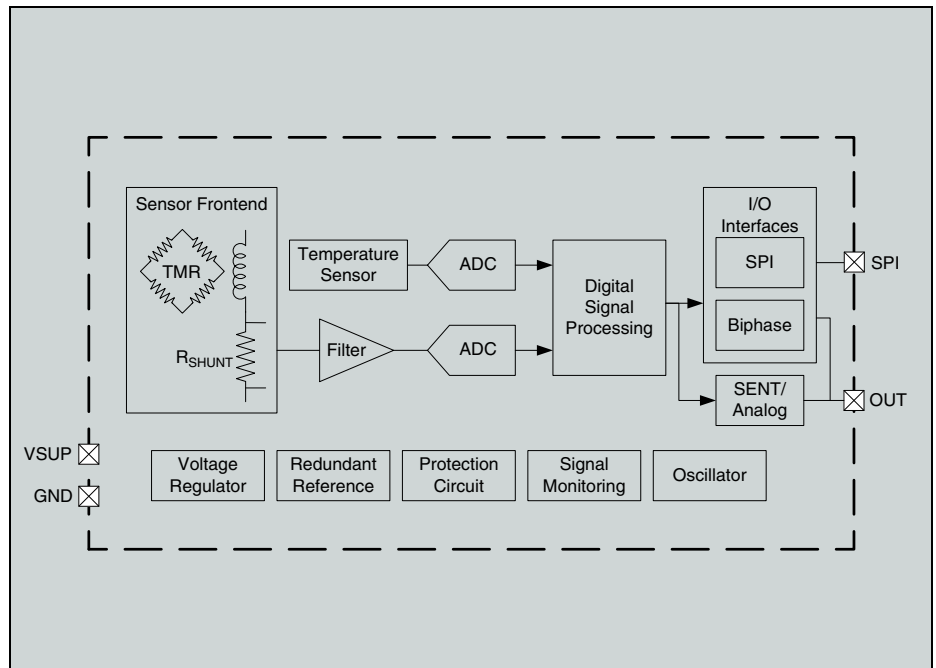 Sensor Frontend
TMR
RSHUNT
Temperature
Sensor
ADC
Filter
ADC
Digital
Signal
Processing
I/O
Interfaces
SPI
Biphase
SENT/
Analog
SPI
OUT
VSUP
GND
Voltage
Regulator
Redundant
Reference
Protection
Circuit
Signal
Monitoring
Oscillator